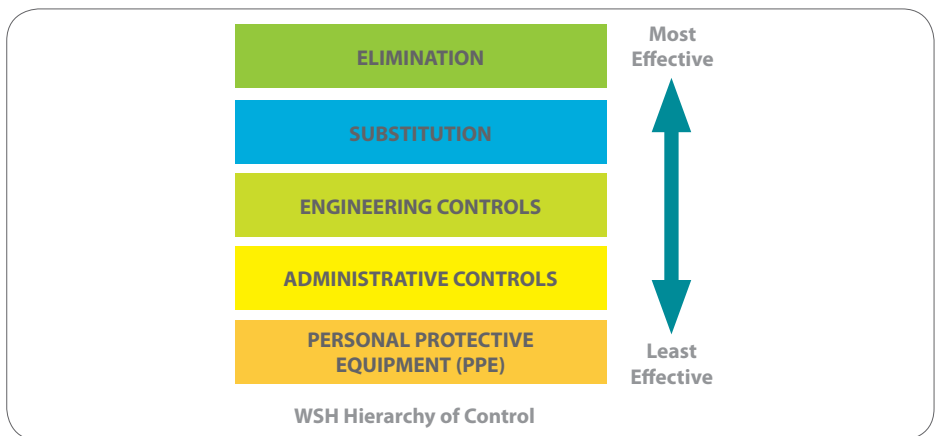 ELIMINATION
Most
Effective
SUBSTITUTION
ENGINEERING CONTROLS
ADMINISTRATIVE CONTROLS
PERSONAL PROTECTIVE
EQUIPMENT (PPE)
Least
Effective
WSH Hierarchy of Control